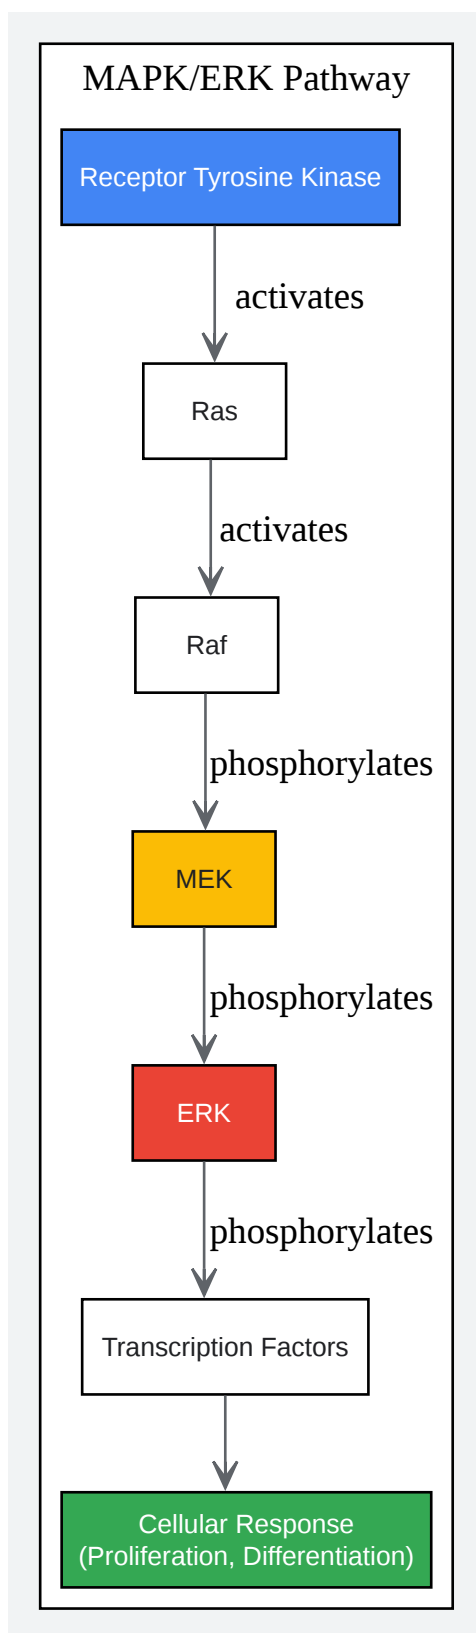 MAPK/ERK Pathway
Receptor Tyrosine Kinase
activates
Ras
activates
Raf
phosphorylates
MEK
phosphorylates
ERK
phosphorylates
Transcription Factors
Cellular Response
(Proliferation, Differentiation)